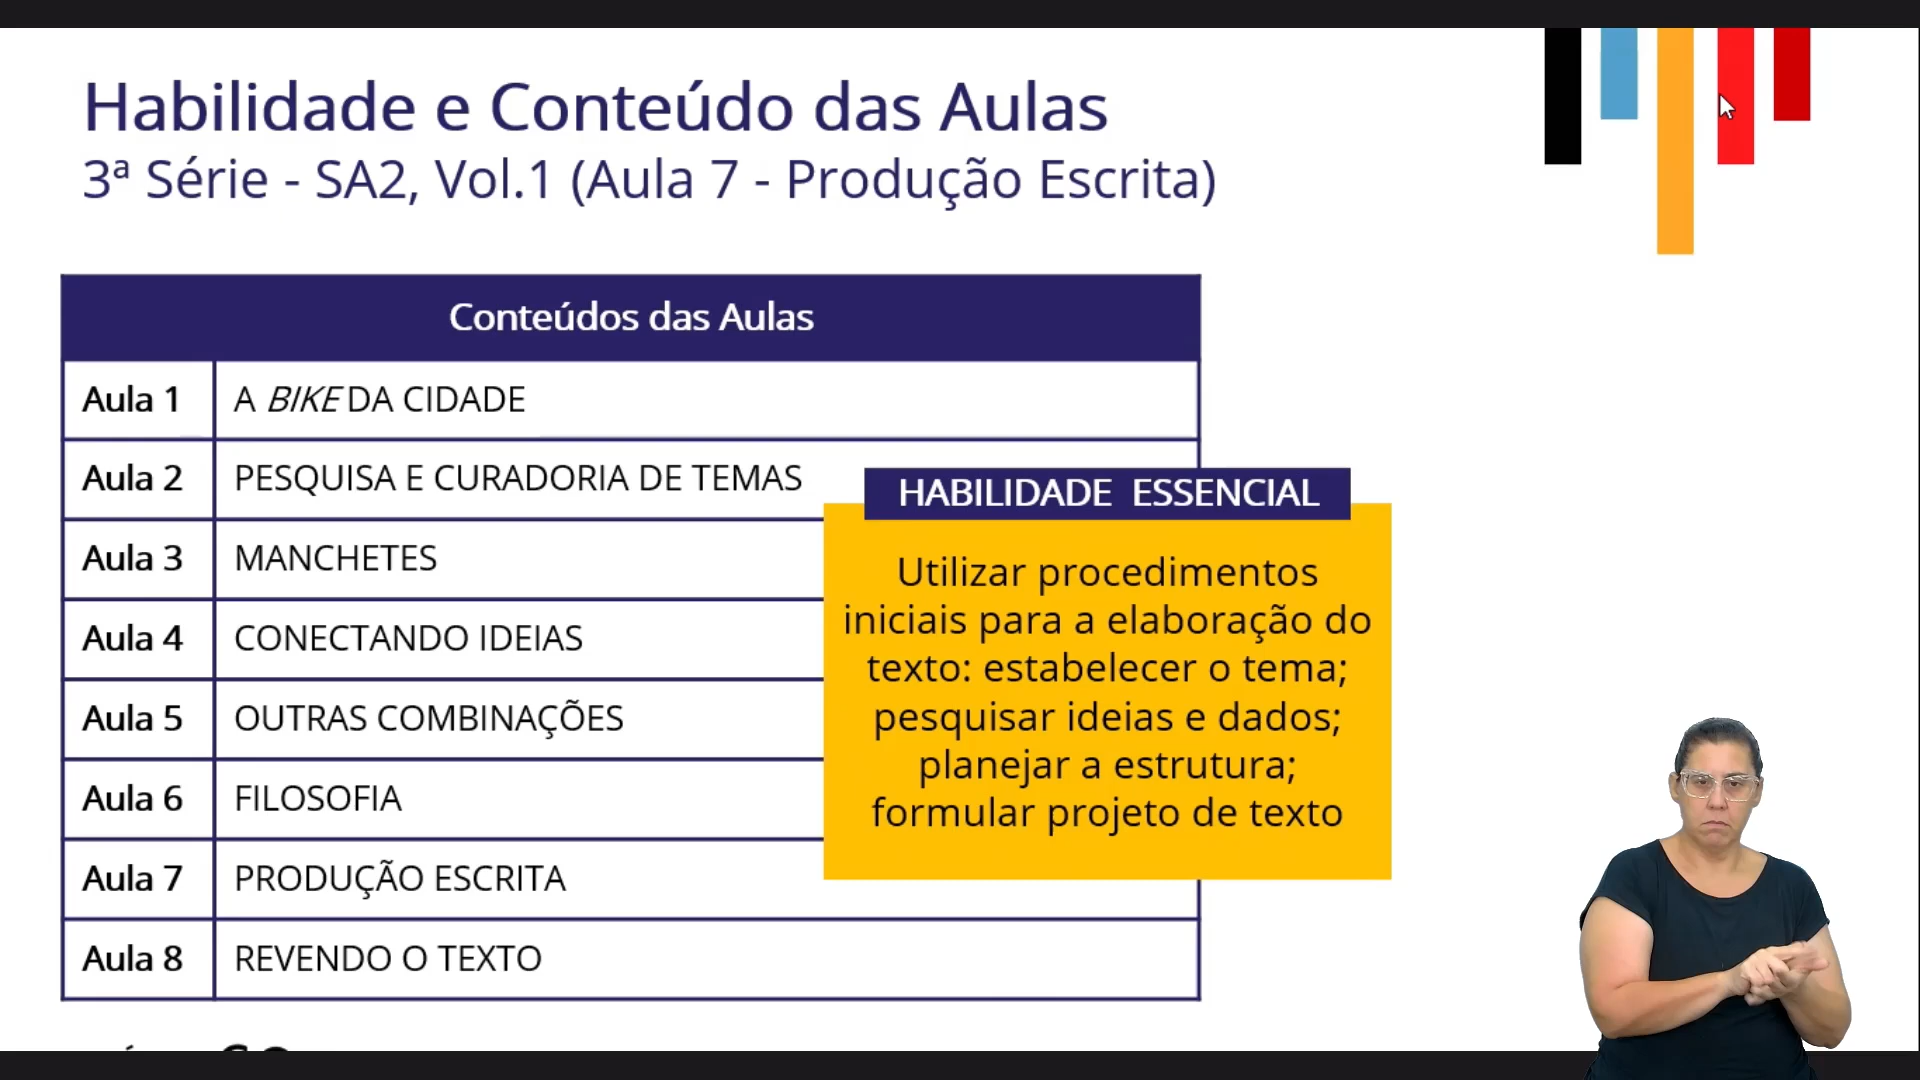 Habilidade e Conteúdo das Aulas
3ª Série - SA2, Vol.1 (Aula 7 - Produção Escrita)
Conteúdos das Aulas
Aula 1 A BIKE DA CIDADE
Aula 2 PESQUISA E CURADORIA DE TEMAS
Aula 3 MANCHETES
Aula 4 CONECTANDO IDEIAS
Aula 5 OUTRAS COMBINAÇÕES
Aula 6 FILOSOFIA
Aula 7 PRODUÇÃO ESCRITA
Aula 8 REVENDO O TEXTO
HABILIDADE ESSENCIAL
Utilizar procedimentos
iniciais para a elaboração do
texto: estabelecer o tema;
pesquisar ideias e dados;
planejar a estrutura;
formular projeto de texto